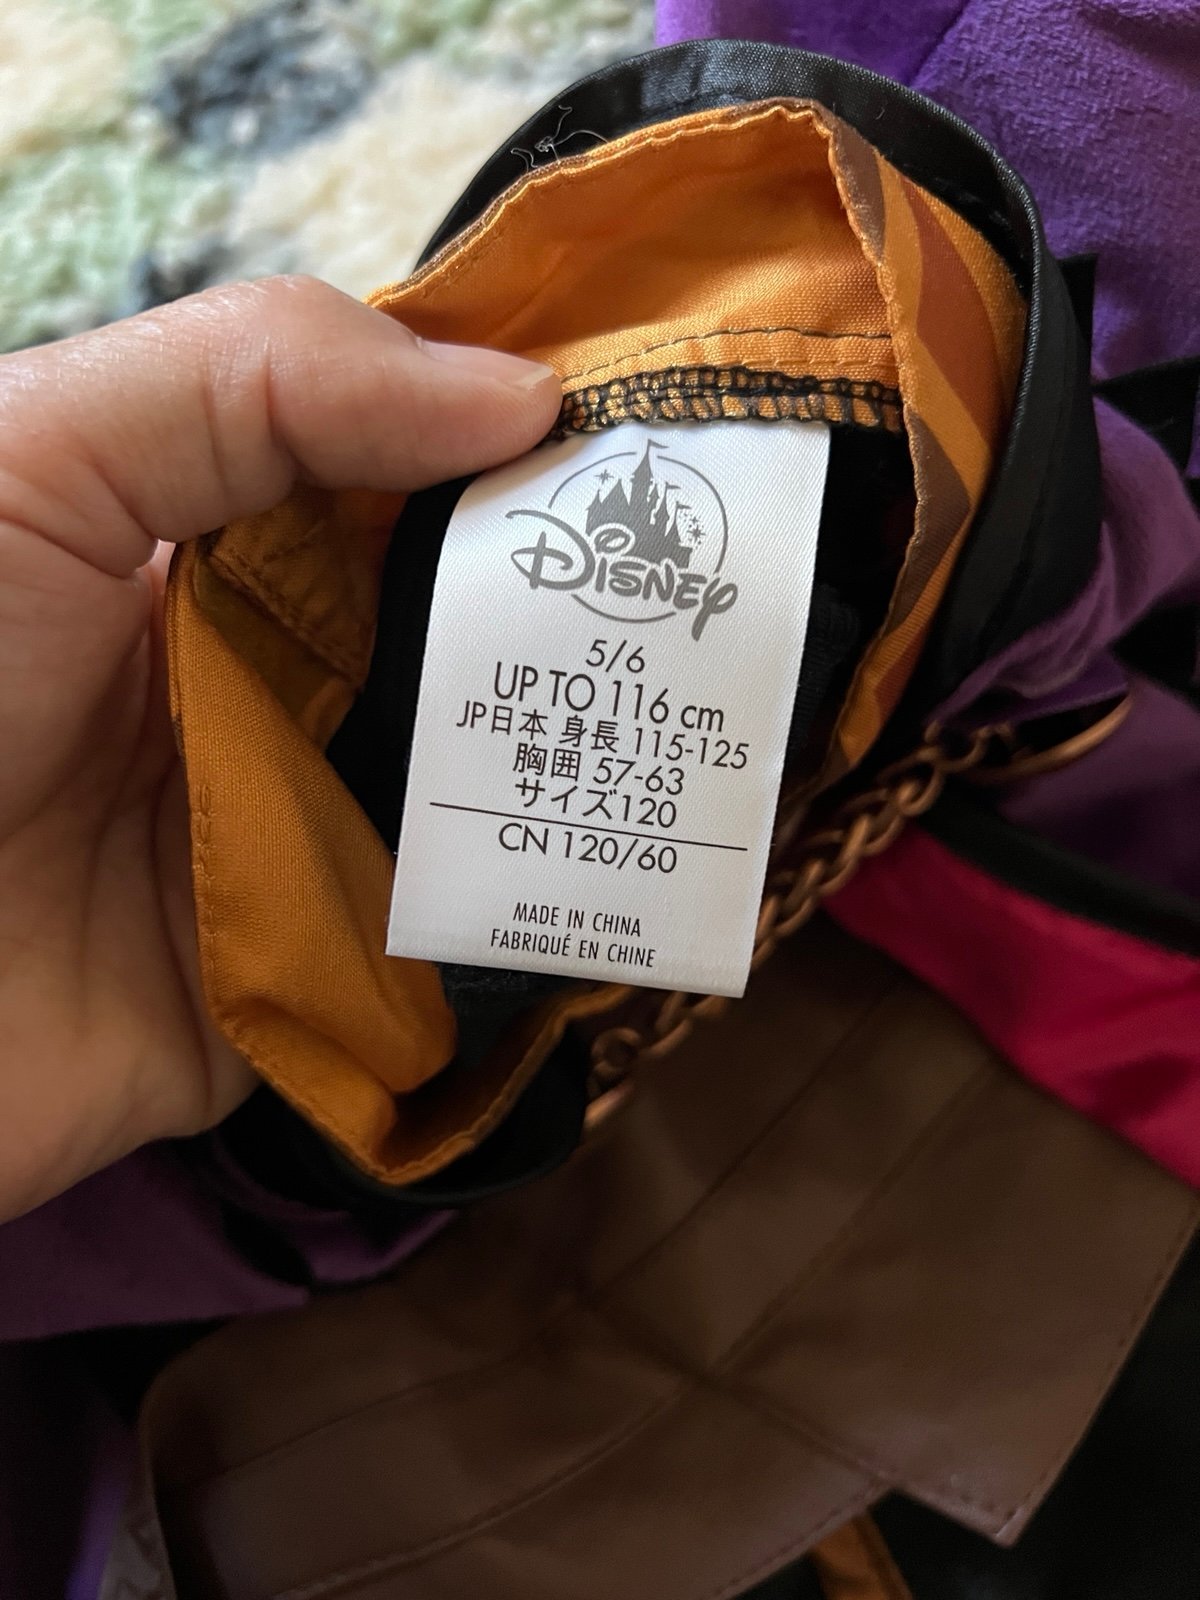 Disney
5/6
UP TO 116 cm
JP日本 身長 115-125
胸囲 57-63
サイズ120
CN 120/60
MADE IN CHINA
FABRIQUÉ EN CHINE